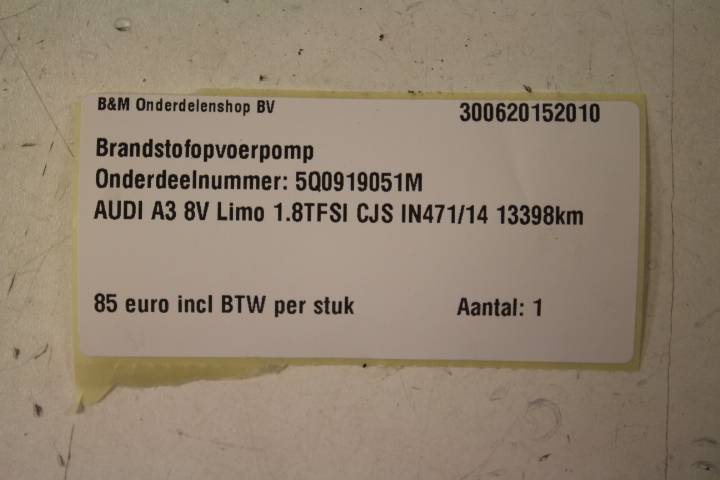 B&M Onderdelenshop BV 300620152010
Brandstofopvoerpomp
Onderdeelnummer: 5Q0919051M
AUDI A3 8V Limo 1.8TFSI CJS IN471/14 13398km
85 euro incl BTW per stuk Aantal: 1